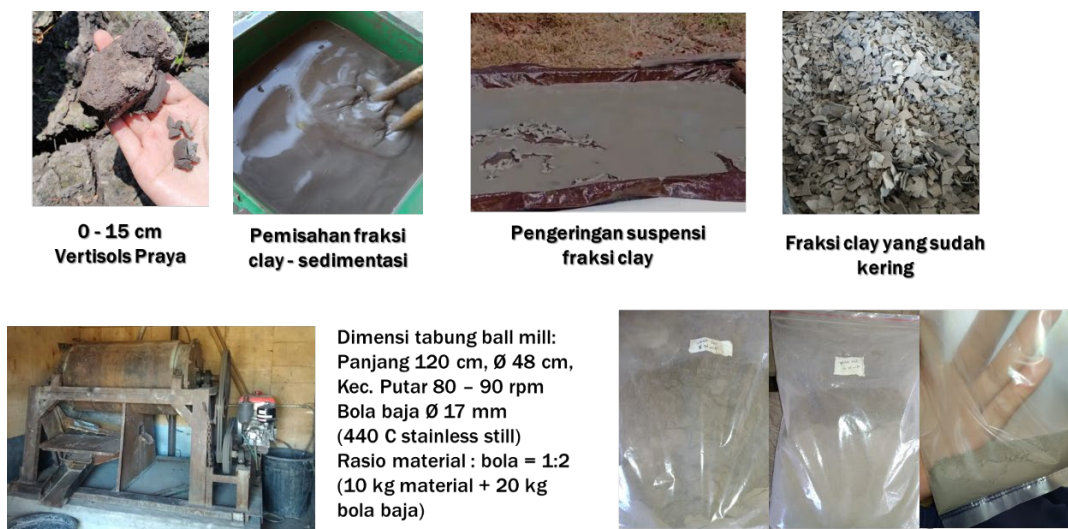 0 - 15 cm
Vertisols Praya
Pemisahan fraksi
clay - sedimentasi
Pengeringan suspensi
fraksi clay
Fraksi clay yang sudah
kering
Dimensi tabung ball mill:
Panjang 120 cm, Ø 48 cm,
Kec. Putar 80 – 90 rpm
Bola baja Ø 17 mm
(440 C stainless still)
Rasio material : bola = 1:2
(10 kg material + 20 kg
bola baja)